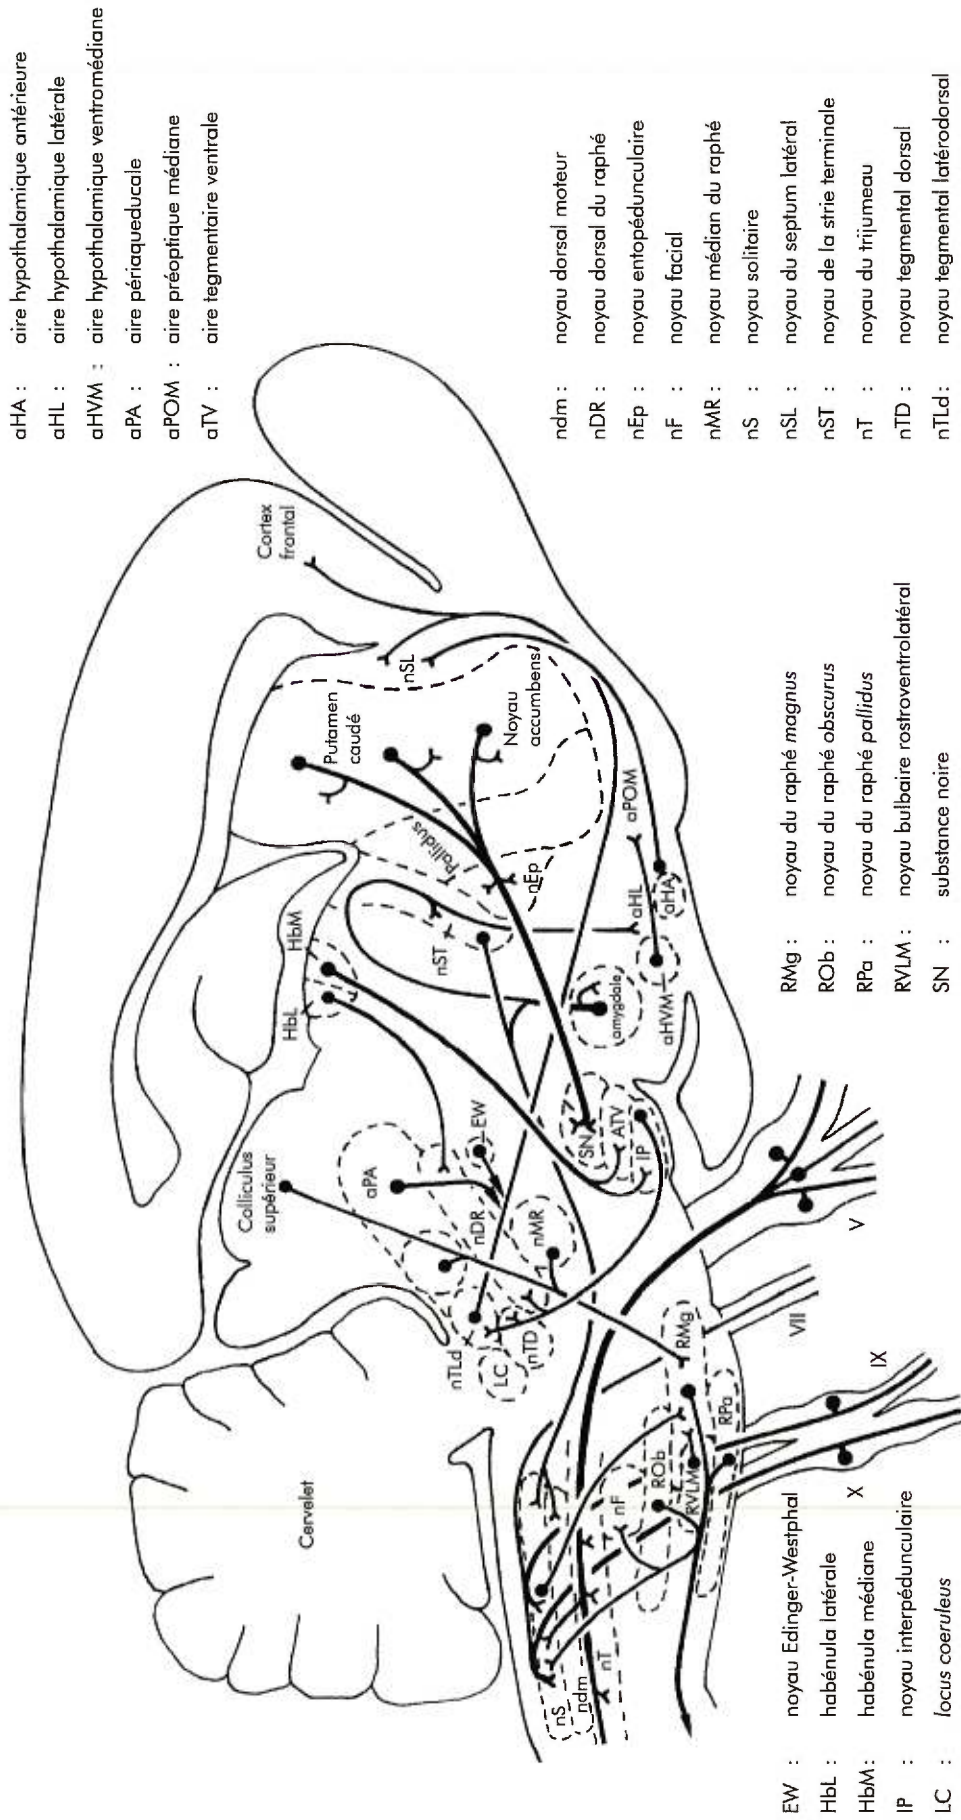 Cortex
frontal
Putamen
caudé
nSL
Noyau
accumbens
Pallidus
nEp
nST
HbM
HbL
aPOM
aHL
aHA
aHVM
amygdale
Colliculus
supérieur
aPA
EW
nDR
nMR
SN
ATV
IP
nTLd
LC
nTD
Cervelet
RMg
RPa
ROb
RVLM
nF
nS
ndm
nT
V
VII
IX
X
aHA : aire hypothalamique antérieure
aHL : aire hypothalamique latérale
aHVM : aire hypothalamique ventromédiane
aPA : aire périaqueducale
aPOM : aire préoptique médiane
aTV : aire tegmentaire ventrale
EW : noyau Edinger-Westphal
HbL : habénula latérale
HbM : habénula médiane
IP : noyau interpédunculaire
LC : locus coeruleus
RMg : noyau du raphé magnus
ROb : noyau du raphé obscurus
RPa : noyau du raphé pallidus
RVLM : noyau bulbaire rostroventrolatéral
SN : substance noire
ndm : noyau dorsal moteur
nDR : noyau dorsal du raphé
nEp : noyau entopédunculaire
nF : noyau facial
nMR : noyau médian du raphé
nS : noyau solitaire
nSL : noyau du septum latéral
nST : noyau de la strie terminale
nT : noyau du trijumeau
nTD : noyau tegmental dorsal
nTLd : noyau tegmental latérodorsal